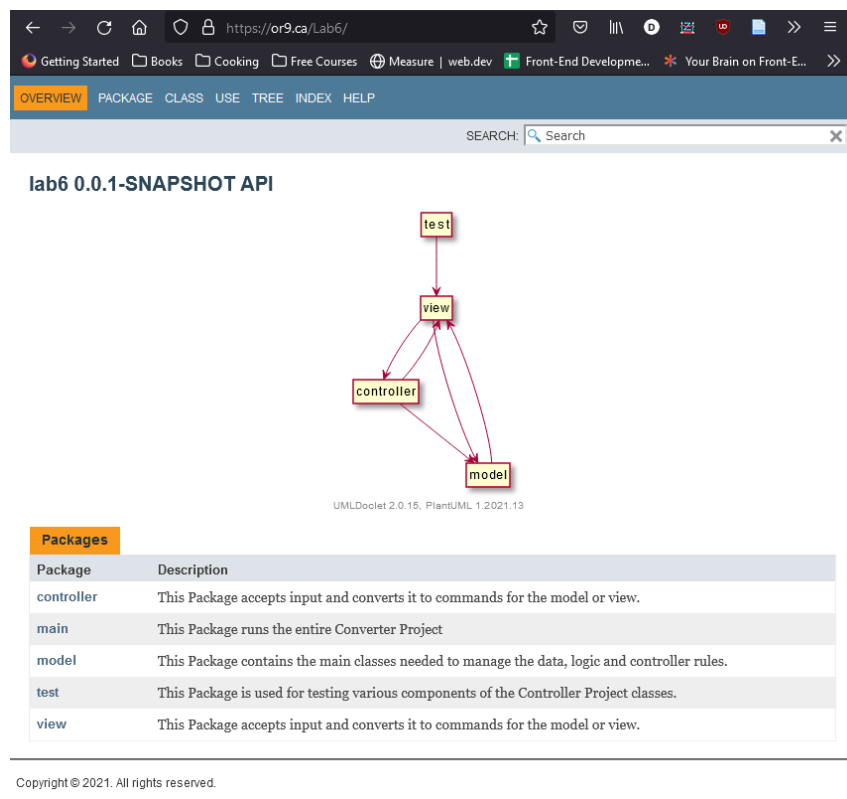 https://or9.ca/Lab6/
Getting Started Books Cooking Free Courses Measure | web.dev Front-End Developme... Your Brain on Front-E...
OVERVIEW PACKAGE CLASS USE TREE INDEX HELP
SEARCH: Search
lab6 0.0.1-SNAPSHOT API
test
view
controller
model
UMLDoclet 2.0.15, PlantUML 1.2021.13
Packages
Package Description
controller This Package accepts input and converts it to commands for the model or view.
main This Package runs the entire Converter Project
model This Package contains the main classes needed to manage the data, logic and controller rules.
test This Package is used for testing various components of the Controller Project classes.
view This Package accepts input and converts it to commands for the model or view.
Copyright © 2021. All rights reserved.